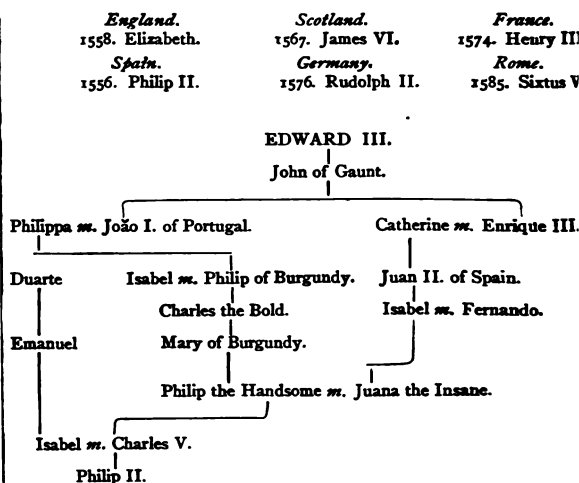 England. Scotland. France.
1558. Elizabeth. 1567. James VI. 1574. Henry III
Spain. Germany. Rome.
1556. Philip II. 1576. Rudolph II. 1585. Sixtus V
EDWARD III.
John of Gaunt.
Philippa m. João I. of Portugal. Catherine m. Enrique III.
Duarte Isabel m. Philip of Burgundy. Juan II. of Spain.
Charles the Bold. Isabel m. Fernando.
Emanuel Mary of Burgundy.
Philip the Handsome m. Juana the Insane.
Isabel m. Charles V.
Philip II.